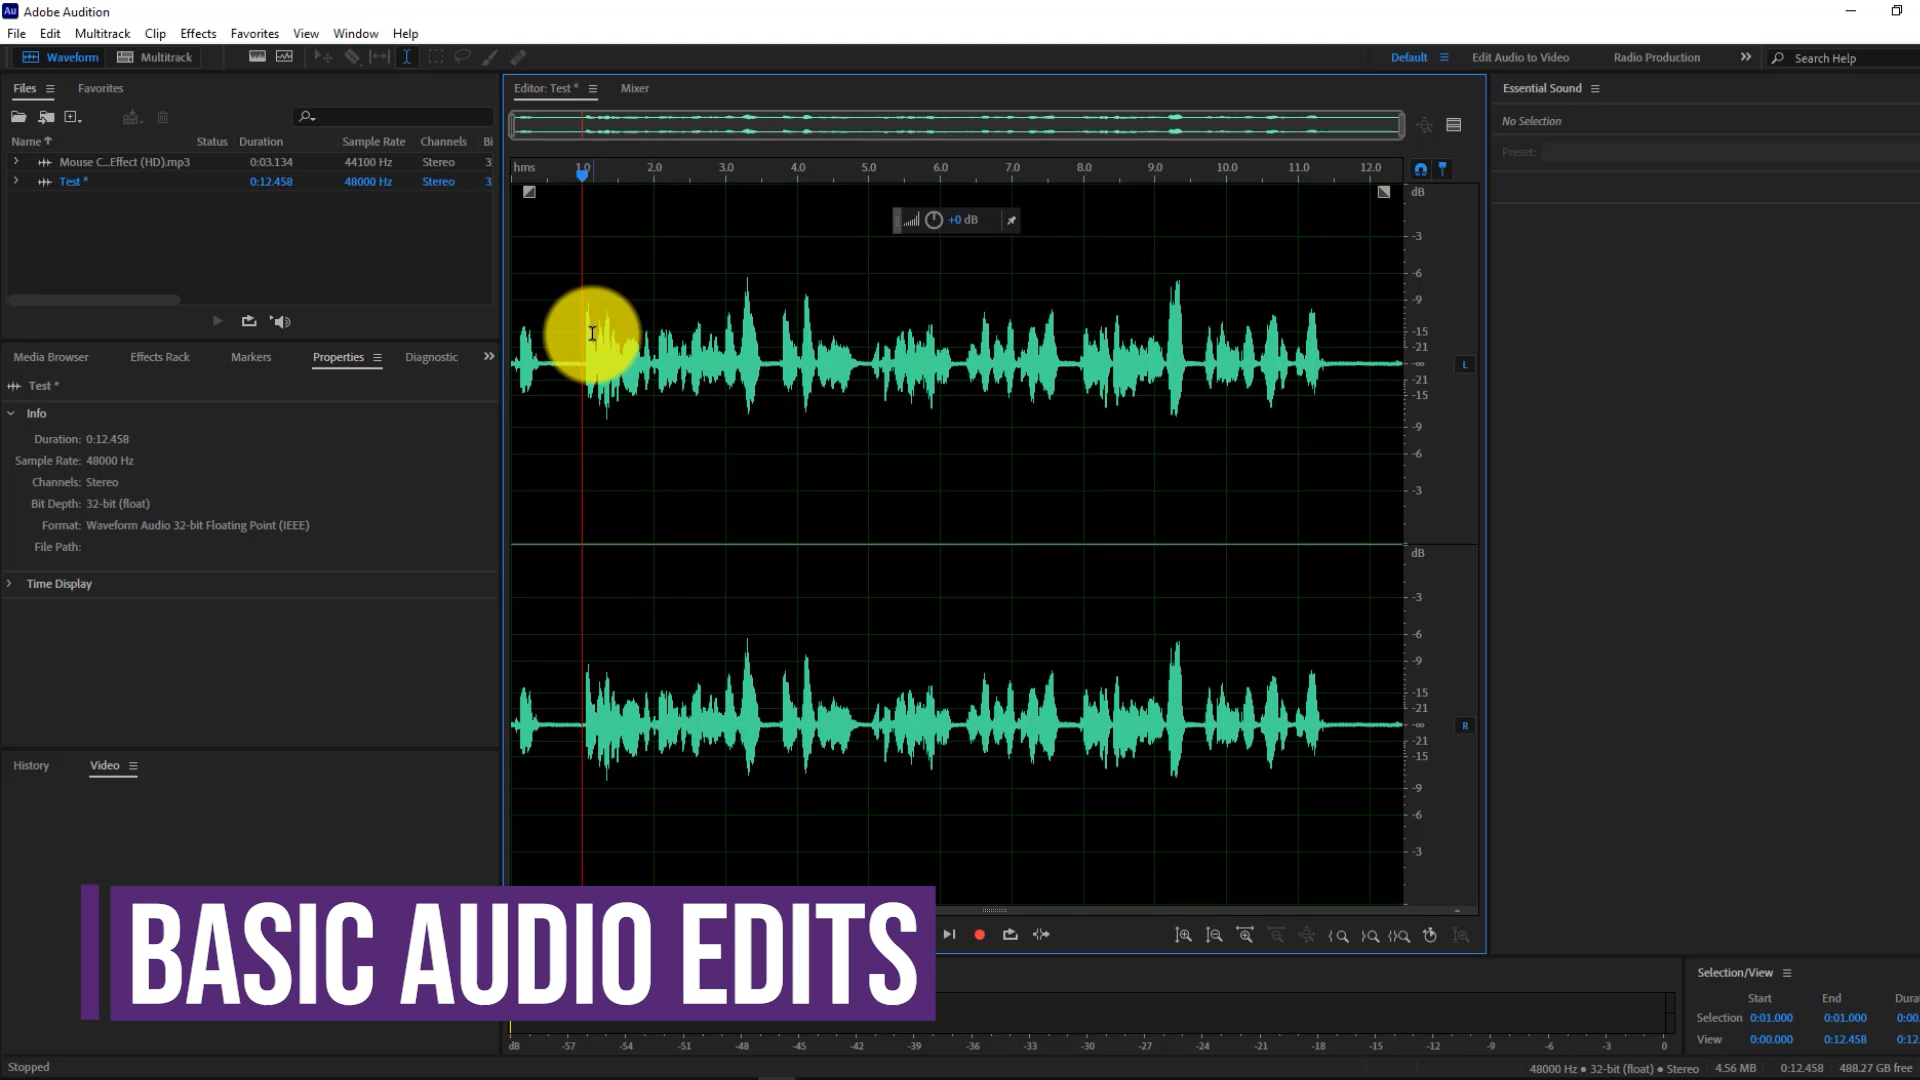 Au Adobe Audition
File Edit Multitrack Clip Effects Favorites View Window Help
Waveform Multitrack Default Edit Audio to Video Radio Production Search Help
Files Favorites
Name Status Duration Sample Rate Channels Bi
Mouse C...Effect (HD).mp3 0:03.134 44100 Hz Stereo 3
Test * 0:12.458 48000 Hz Stereo 3
Media Browser Effects Rack Markers Properties Diagnostic
Test *
Info
Duration: 0:12.458
Sample Rate: 48000 Hz
Channels: Stereo
Bit Depth: 32-bit (float)
Format: Waveform Audio 32-bit Floating Point (IEEE)
File Path:
Time Display
History Video
Editor: Test * Mixer
hms 1.0 2.0 3.0 4.0 5.0 6.0 7.0 8.0 9.0 10.0 11.0 12.0
+0 dB
dB
-3
-6
-9
-15
-21
-∞
-21
-15
-9
-6
-3
L
dB
-3
-6
-9
-15
-21
-∞
-21
-15
-9
-6
-3
R
Essential Sound
No Selection
Preset:
BASIC AUDIO EDITS
dB -57 -54 -51 -48 -45 -42 -39 -36 -33 -30 -27 -24 -21 -18 -15 -12 -9 -6 -3 0
Selection/View
Start End Dura
Selection 0:01.000 0:01.000 0:00.
View 0:00.000 0:12.458 0:12.
Stopped
48000 Hz • 32-bit (float) • Stereo 4.56 MB 0:12.458 488.27 GB free